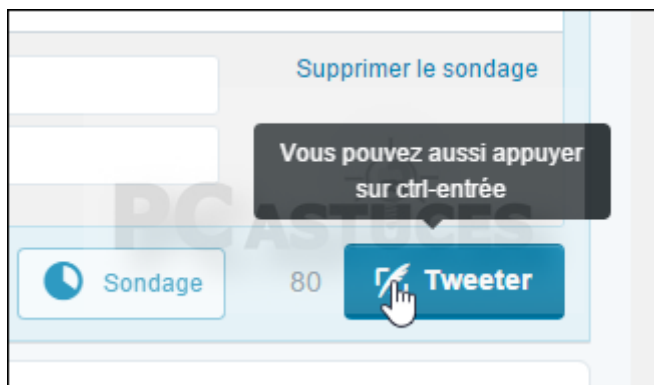 Supprimer le sondage
Vous pouvez aussi appuyer
sur ctrl-entrée
PC ASTUCES
Sondage
80
Tweeter